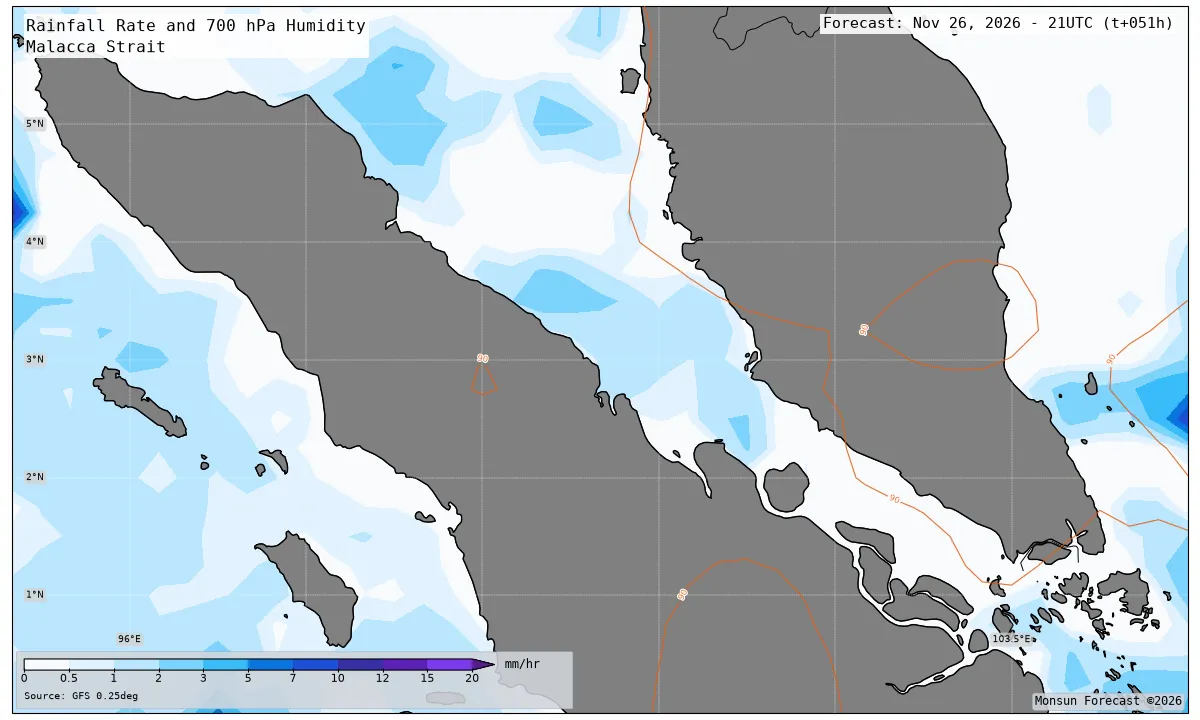 Rainfall Rate and 700 hPa Humidity
Malacca Strait
Forecast: Nov 26, 2026 - 21UTC (t+051h)
5°N
4°N
90
90
3°N
90
2°N
90
1°N
90
96°E
103.5°E
mm/hr
0 0.5 1 2 3 5 7 10 12 15 20
Source: GFS 0.25deg
Monsun Forecast ©2026